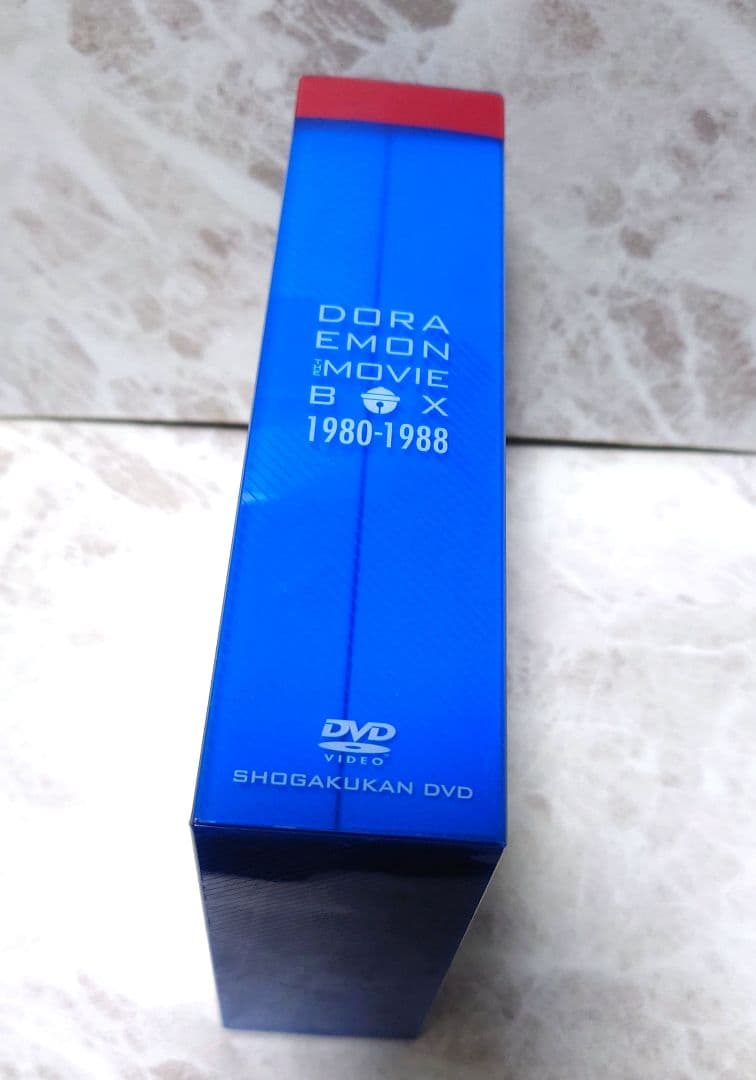 DORA
EMON
THE MOVIE
B X
1980-1988
DVD
VIDEO
SHOGAKUKAN DVD